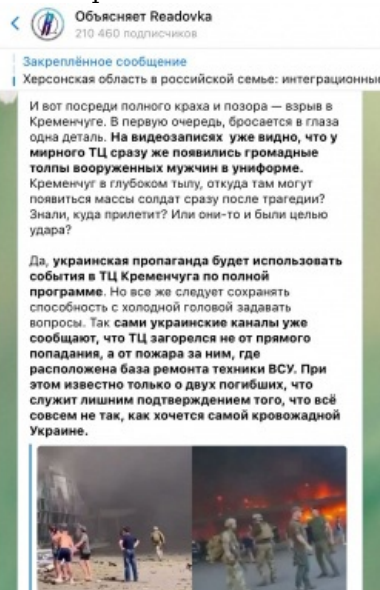 Объясняет Readovka
210 460 подписчиков
Закреплённое сообщение
Херсонская область в российской семье: интеграционные
И вот посреди полного краха и позора — взрыв в
Кременчуге. В первую очередь, бросается в глаза
одна деталь. На видеозаписях уже видно, что у
мирного ТЦ сразу же появились громадные
толпы вооруженных мужчин в униформе.
Кременчуг в глубоком тылу, откуда там могут
появиться массы солдат сразу после трагедии?
Знали, куда прилетит? Или они-то и были целью
удара?
Да, украинская пропаганда будет использовать
события в ТЦ Кременчуга по полной
программе. Но все же следует сохранять
способность с холодной головой задавать
вопросы. Так сами украинские каналы уже
сообщают, что ТЦ загорелся не от прямого
попадания, а от пожара за ним, где
расположена база ремонта техники ВСУ. При
этом известно только о двух погибших, что
служит лишним подтверждением того, что всё
совсем не так, как хочется самой кровожадной
Украине.